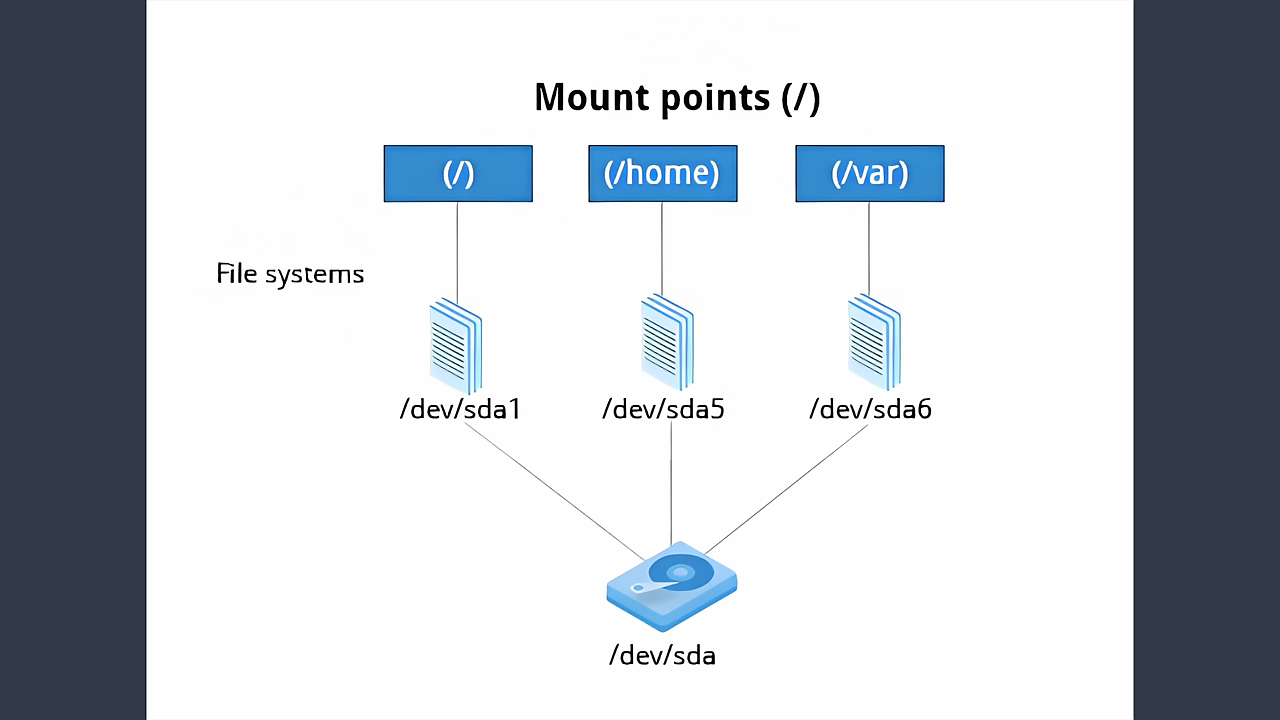 Mount points (/)
(/)
(/home)
(/var)
File systems
/dev/sda1
/dev/sda5
/dev/sda6
/dev/sda